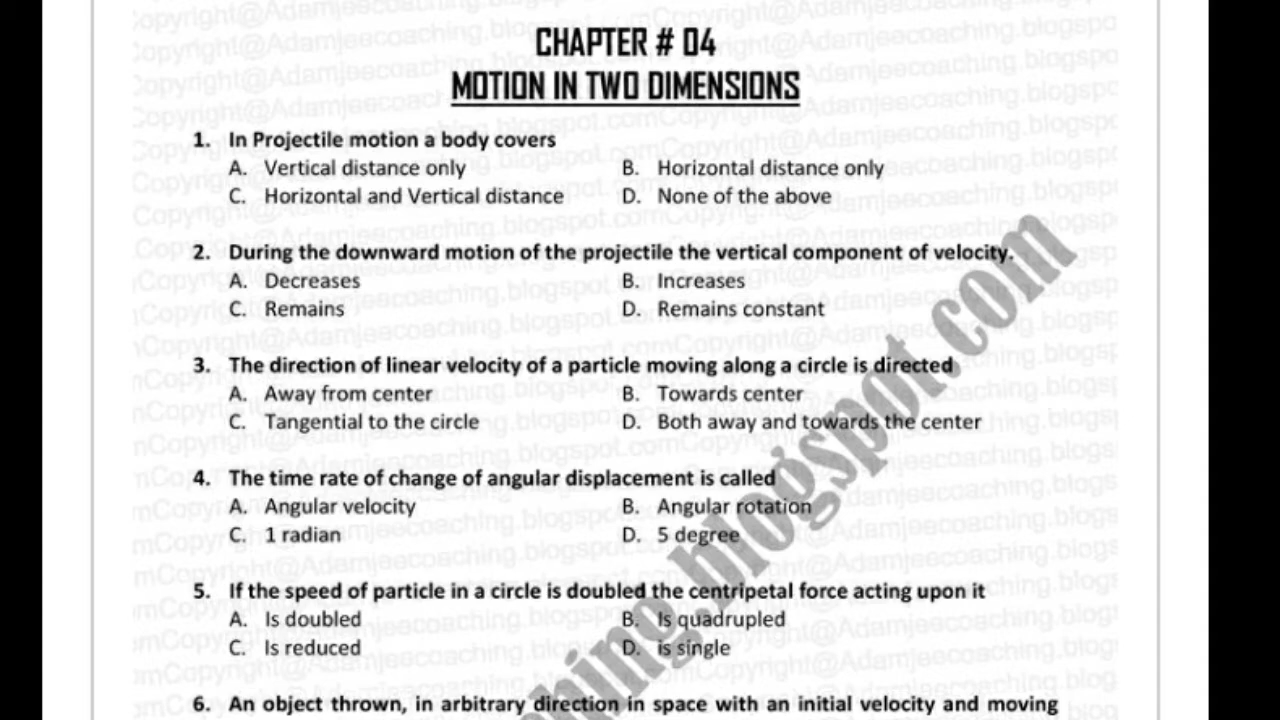 CHAPTER # 04
MOTION IN TWO DIMENSIONS
1. In Projectile motion a body covers
A. Vertical distance only B. Horizontal distance only
C. Horizontal and Vertical distance D. None of the above
2. During the downward motion of the projectile the vertical component of velocity.
A. Decreases B. Increases
C. Remains D. Remains constant
3. The direction of linear velocity of a particle moving along a circle is directed
A. Away from center B. Towards center
C. Tangential to the circle D. Both away and towards the center
4. The time rate of change of angular displacement is called
A. Angular velocity B. Angular rotation
C. 1 radian D. 5 degree
5. If the speed of particle in a circle is doubled the centripetal force acting upon it
A. Is doubled B. Is quadrupled
C. Is reduced D. is single
6. An object thrown, in arbitrary direction in space with an initial velocity and moving
hing.blogspot.com